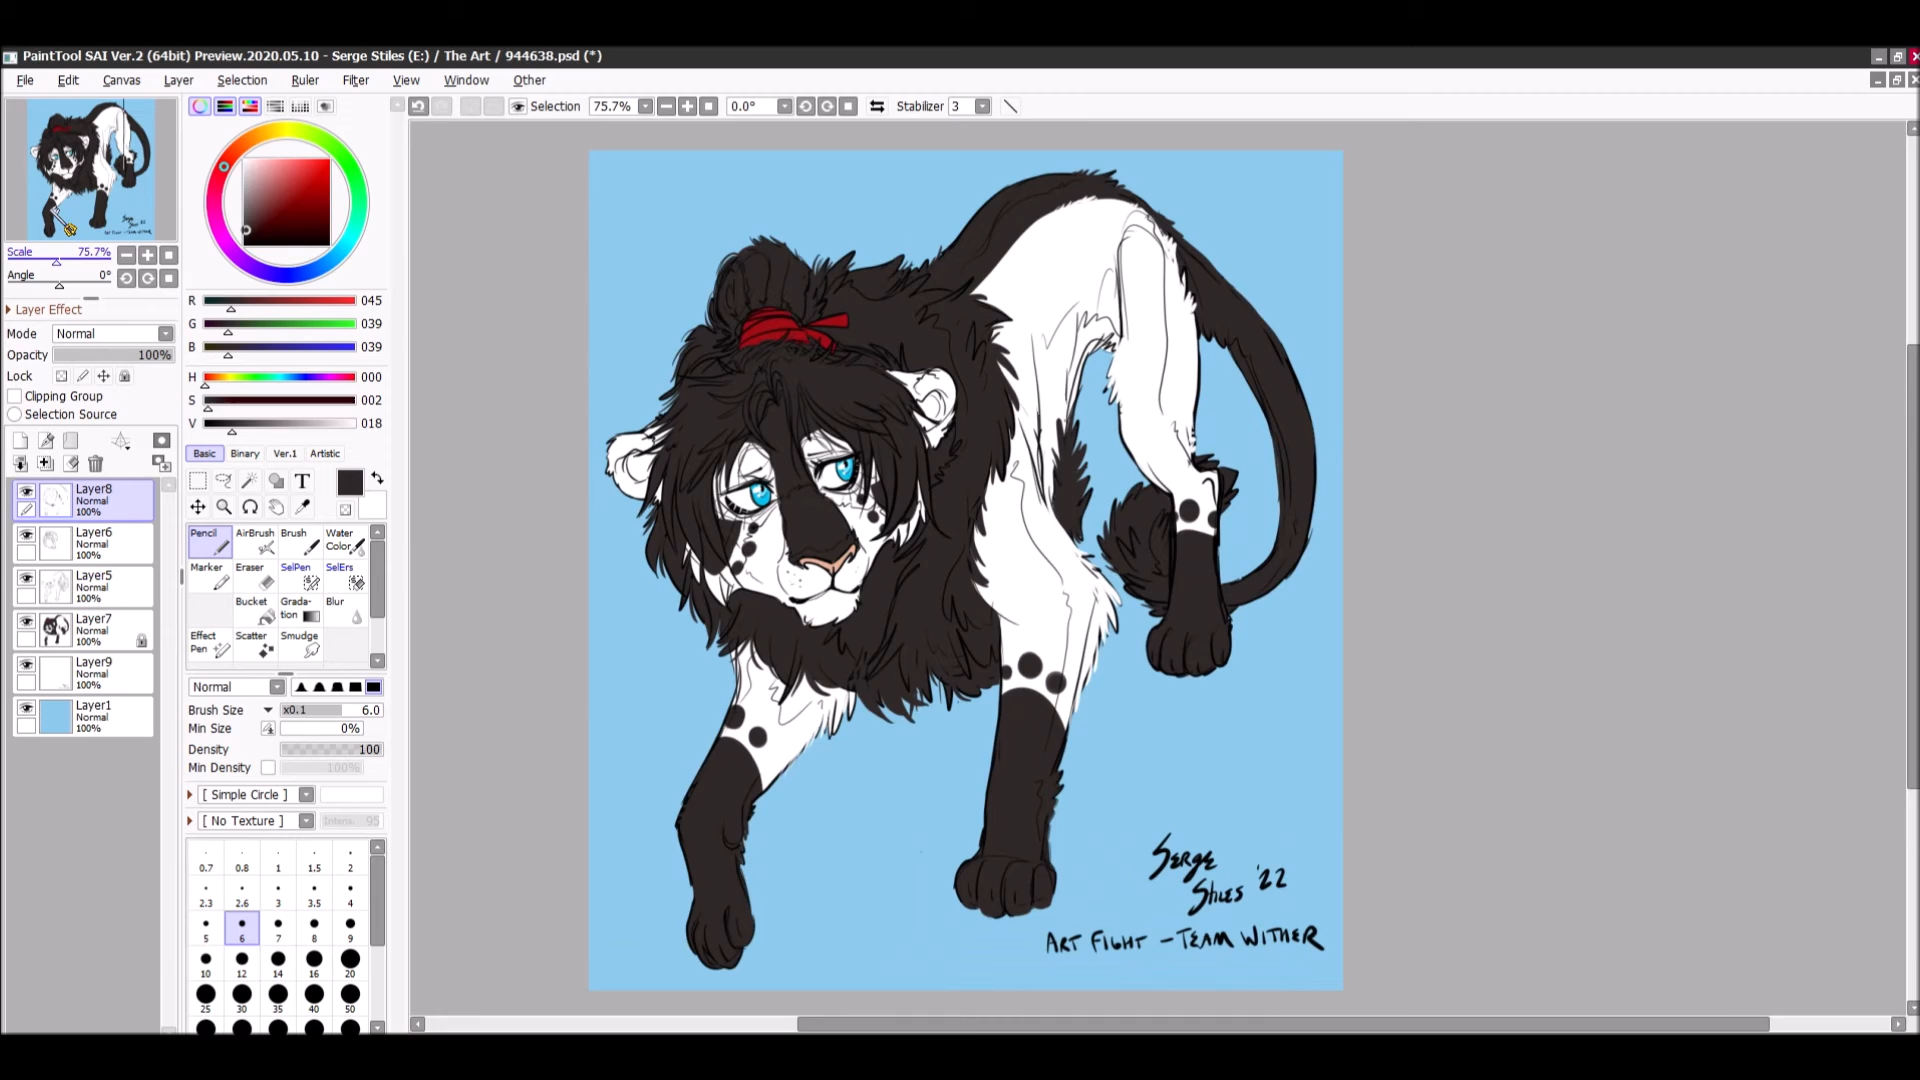 PaintTool SAI Ver.2 (64bit) Preview.2020.05.10 - Serge Stiles (E:) / The Art / 944638.psd (*)
File Edit Canvas Layer Selection Ruler Filter View Window Other
Selection 75.7% 0.0° Stabilizer 3
Scale 75.7%
Angle 0°
Layer Effect
Mode Normal
Opacity 100%
Lock
Clipping Group
Selection Source
Layer8
Normal
100%
Layer6
Normal
100%
Layer5
Normal
100%
Layer7
Normal
100%
Layer9
Normal
100%
Layer1
Normal
100%
R 045
G 039
B 039
H 000
S 002
V 018
Basic Binary Ver.1 Artistic
T
Pencil AirBrush Brush Water Color
Marker Eraser SelPen SelErs
Bucket Grada-tion Blur
Effect Pen Scatter Smudge
Normal
Brush Size x0.1 6.0
Min Size 0%
Density 100
Min Density 100%
[ Simple Circle ]
[ No Texture ] Intens. 95
0.7 0.8 1 1.5 2
2.3 2.6 3 3.5 4
5 6 7 8 9
10 12 14 16 20
25 30 35 40 50
SERGE
STILES '22
ART FIGHT - TEAM WITHER